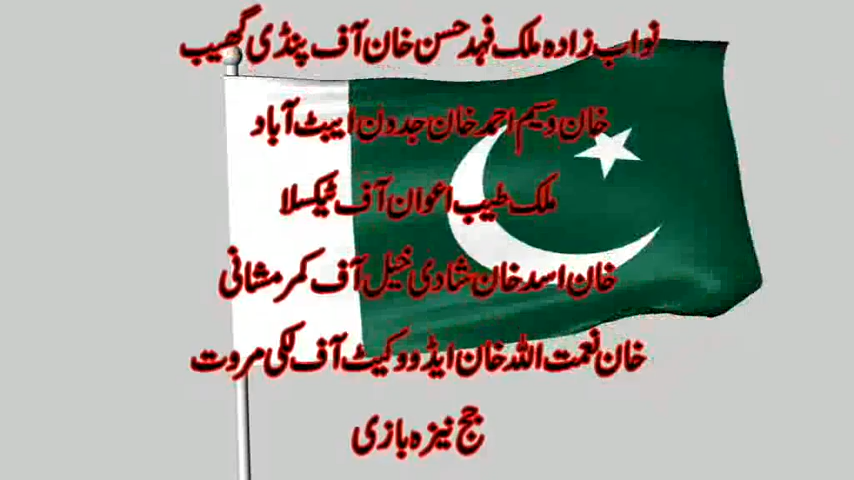 نواب زادہ ملک فہد حسن خان آف پنڈی گھیب
خان وسیم احمد خان جدون ایبٹ آباد
ملک طیب اعوان آف ٹیکسلا
خان اسد خان شادی خیل آف کمر مشانی
خان نعمت اللہ خان ایڈووکیٹ آف لکی مروت
جج نیزہ بازی